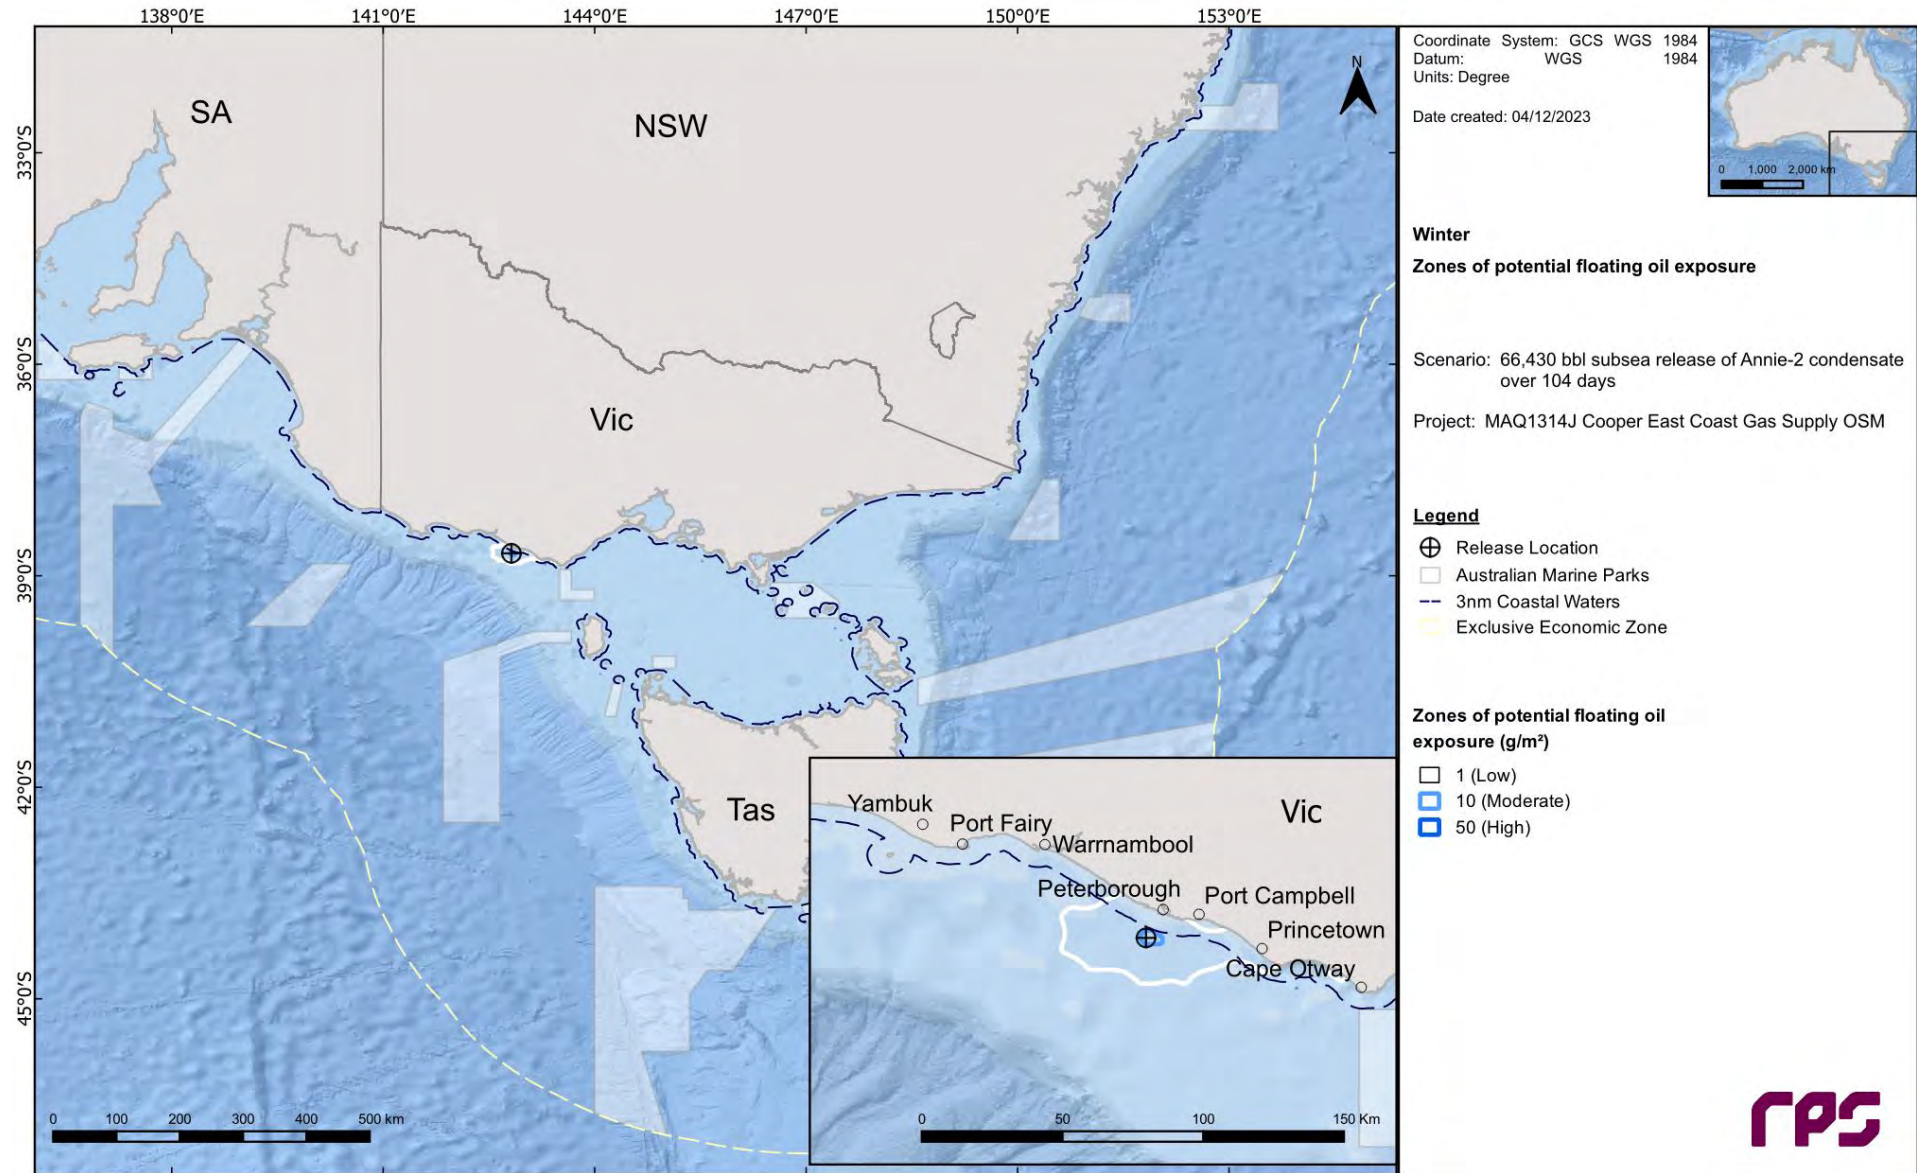 138°0'E 141°0'E 144°0'E 147°0'E 150°0'E 153°0'E
33°0'S
36°0'S
39°0'S
42°0'S
45°0'S
SA
NSW
Vic
Tas
N
0 100 200 300 400 500 km
Yambuk
Port Fairy
Warrnambool
Vic
Peterborough
Port Campbell
Princetown
Cape Otway
0 50 100 150 Km
Coordinate System: GCS WGS 1984
Datum: WGS 1984
Units: Degree
Date created: 04/12/2023
0 1,000 2,000 km
Winter
Zones of potential floating oil exposure
Scenario: 66,430 bbl subsea release of Annie-2 condensate
over 104 days
Project: MAQ1314J Cooper East Coast Gas Supply OSM
Legend
Release Location
Australian Marine Parks
3nm Coastal Waters
Exclusive Economic Zone
Zones of potential floating oil
exposure (g/m²)
1 (Low)
10 (Moderate)
50 (High)
rps